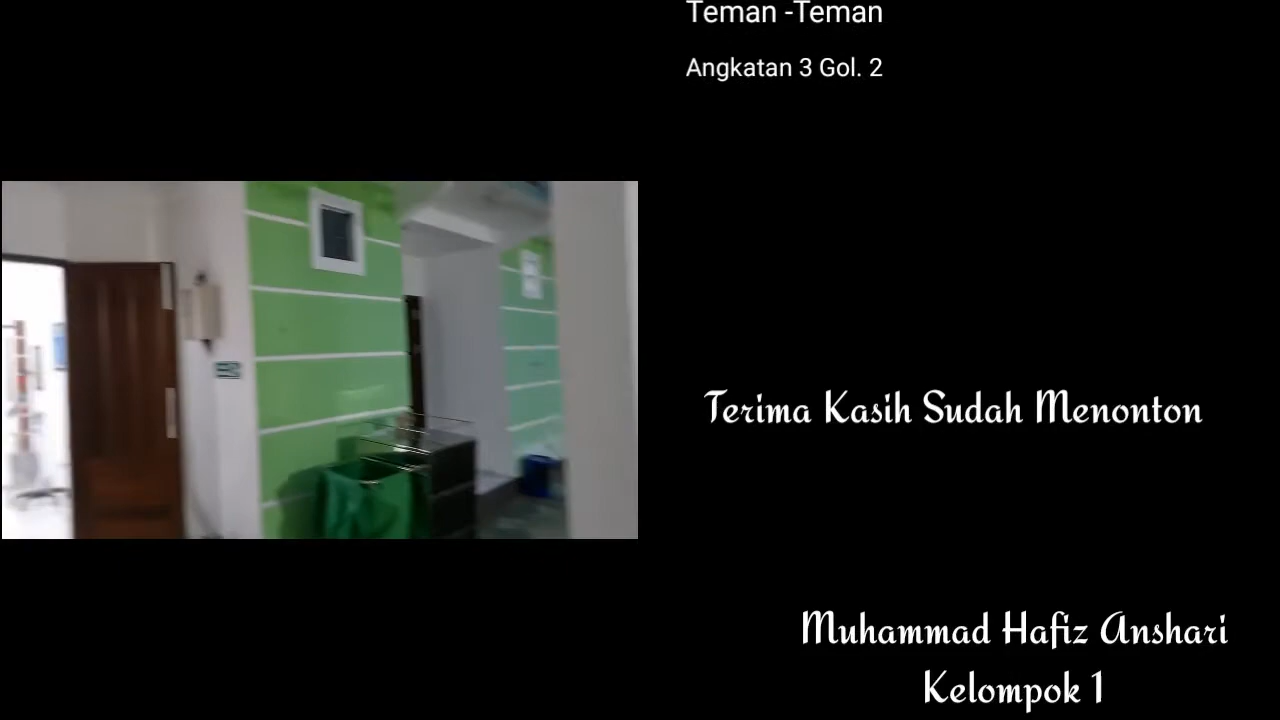 Teman -Teman
Angkatan 3 Gol. 2
Terima Kasih Sudah Menonton
Muhammad Hafiz Anshari
Kelompok 1